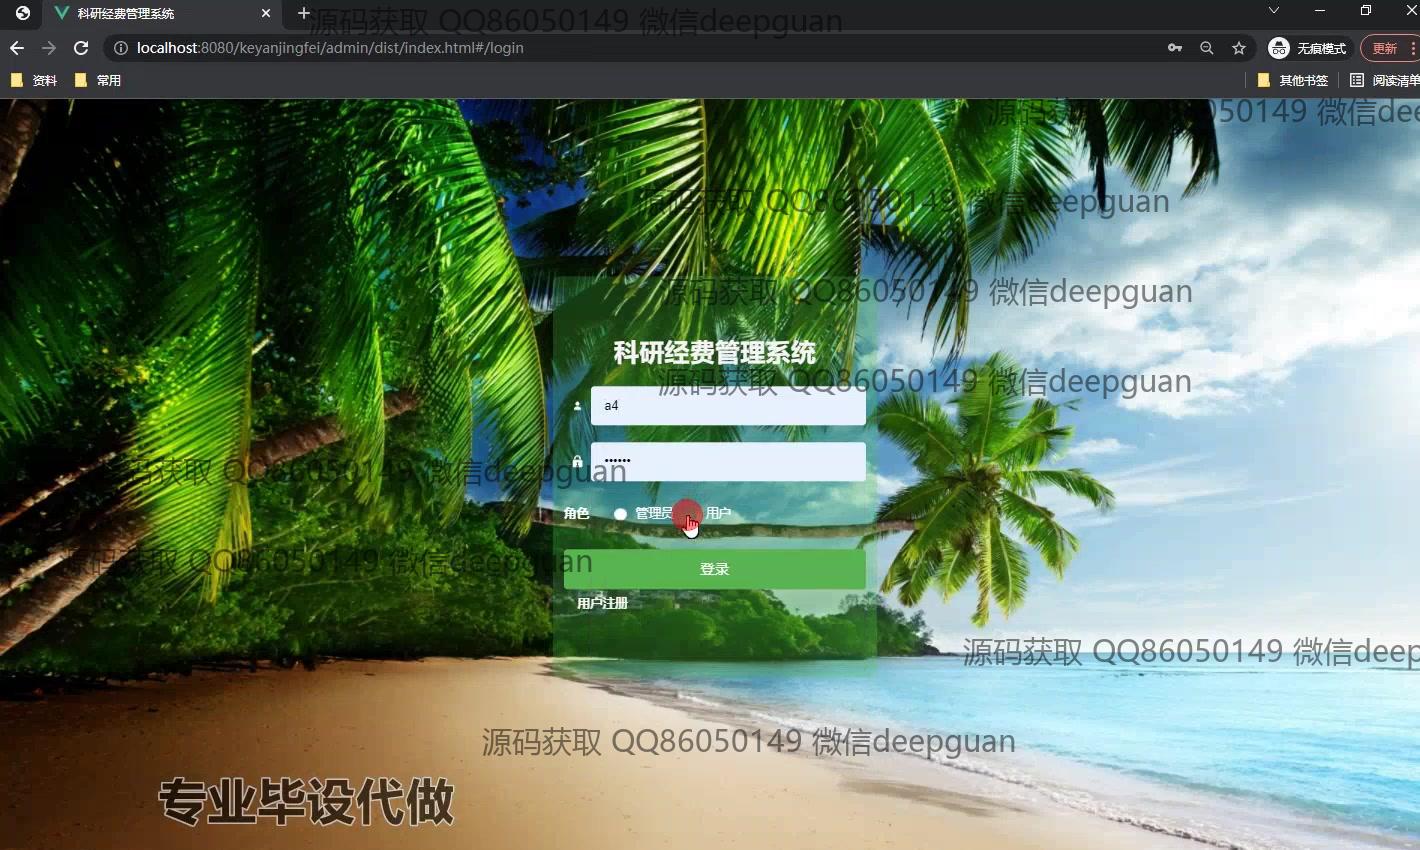 科研经费管理系统
源码获取 QQ86050149 微信deepguan
localhost:8080/keyanjingfei/admin/dist/index.html#/login
无痕模式
更新
资料
常用
其他书签
阅读清单
源码获取 QQ86050149 微信dee
源码获取 QQ86050149 微信deepguan
源码获取 QQ86050149 微信deepguan
科研经费管理系统
源码获取 QQ86050149 微信deepguan
a4
••••••
源码获取 QQ86050149 微信deepguan
角色
管理员
用户
源码获取 QQ86050149 微信deepguan
登录
用户注册
源码获取 QQ86050149 微信deep
源码获取 QQ86050149 微信deepguan
专业毕设代做